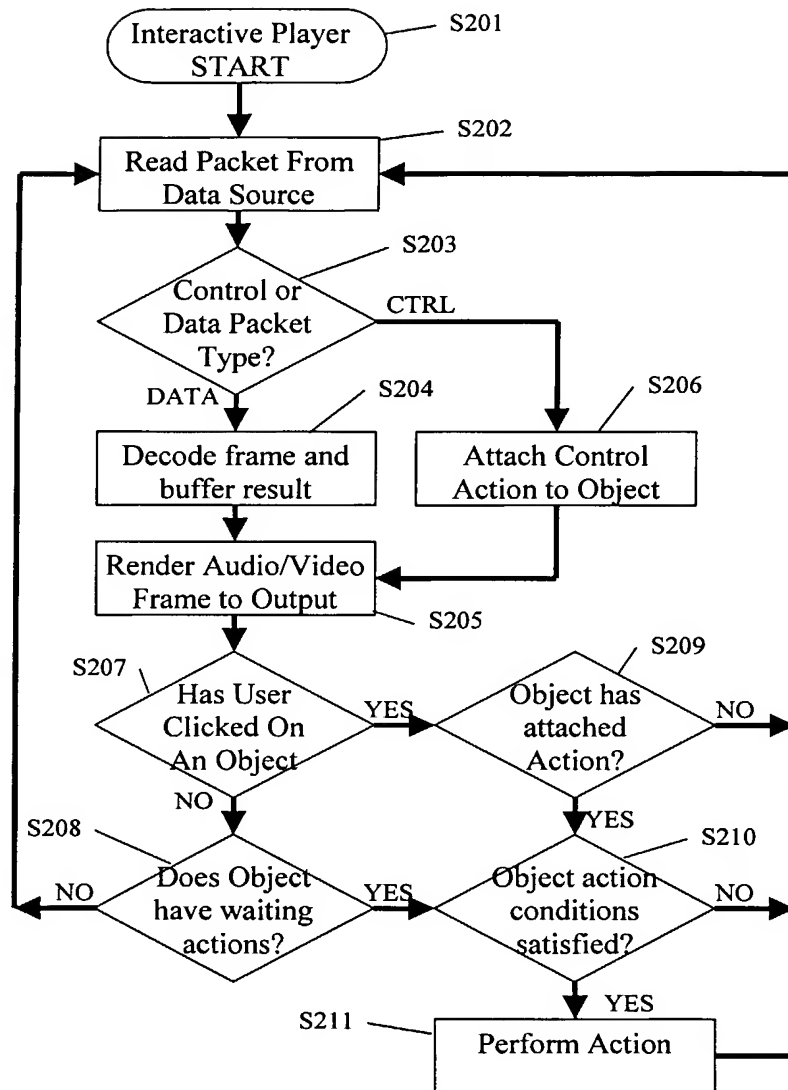 Interactive Player
START
S201
S202
Read Packet From
Data Source
S203
Control or
Data Packet
Type?
CTRL
DATA
S204
S206
Decode frame and
buffer result
Attach Control
Action to Object
Render Audio/Video
Frame to Output
S205
S207
S209
Has User
Clicked On
An Object
YES
Object has
attached
Action?
NO
NO
YES
S208
S210
NO
Does Object
have waiting
actions?
YES
Object action
conditions
satisfied?
NO
YES
S211
Perform Action